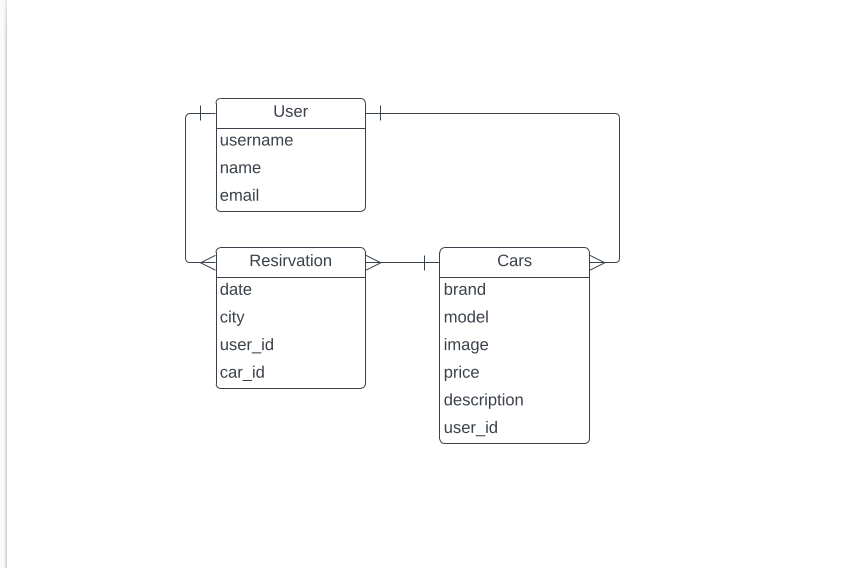 User
username
name
email
Resirvation
date
city
user_id
car_id
Cars
brand
model
image
price
description
user_id